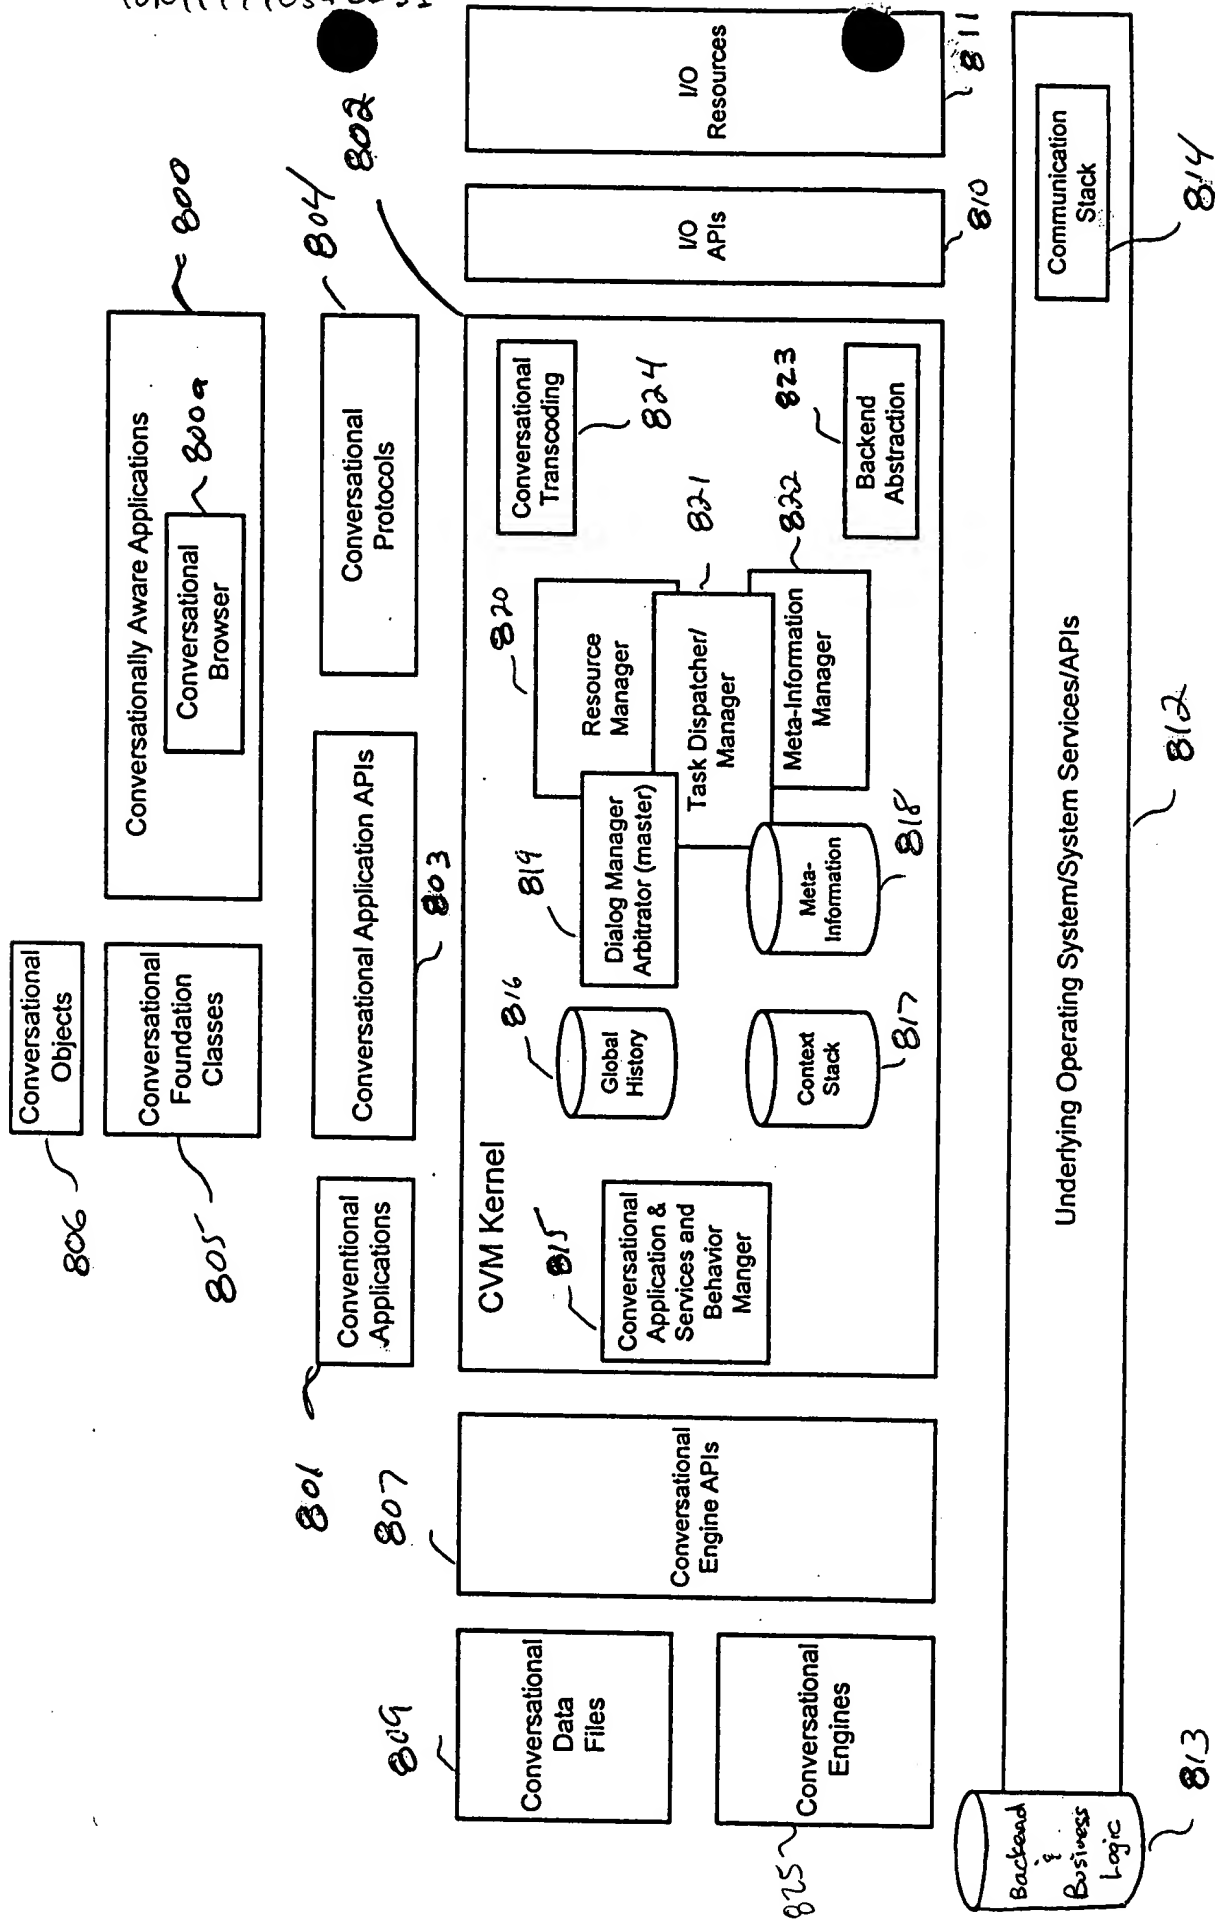 806
Conversational
Objects
805
Conversational
Foundation
Classes
Conversationally Aware Applications
800
Conversational
Browser
800a
801
Conventional
Applications
Conversational Application APIs
803
Conversational
Protocols
804
802
809
Conversational
Data
Files
825
Conversational
Engines
807
Conversational
Engine APIs
CVM Kernel
815
Conversational
Application &
Services and
Behavior
Manger
816
Global
History
817
Context
Stack
819
Dialog Manager
Arbitrator (master)
820
Resource
Manager
821
Task Dispatcher/
Manager
822
Meta-Information
Manager
818
Meta-
Information
Conversational
Transcoding
824
823
Backend
Abstraction
I/O
APIs
810
I/O
Resources
811
Backend
&
Business
Logic
813
Underlying Operating System/System Services/APIs
812
Communication
Stack
814